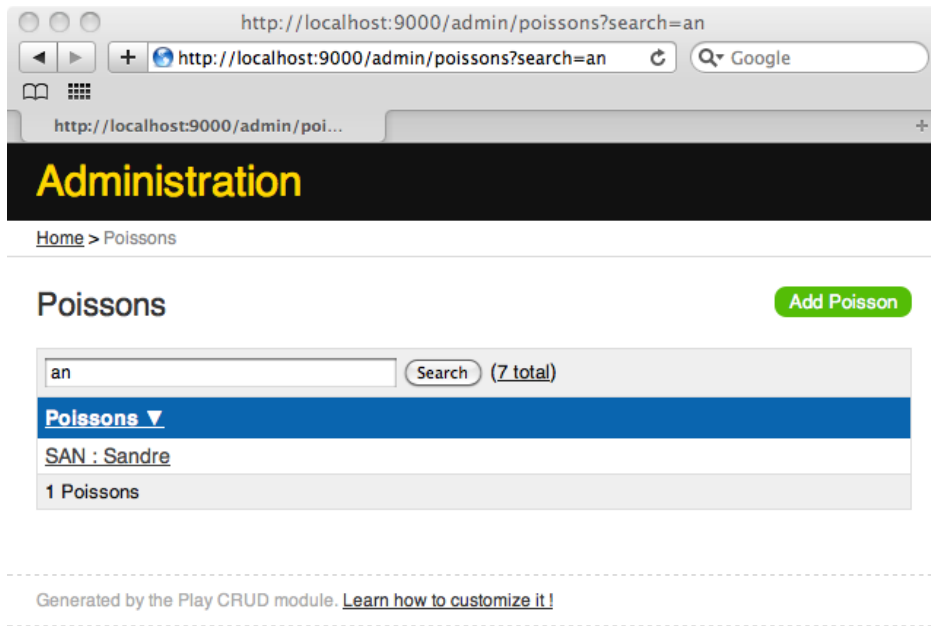 http://localhost:9000/admin/poissons?search=an
http://localhost:9000/admin/poissons?search=an
Google
http://localhost:9000/admin/poi...
Administration
Home > Poissons
Poissons
Add Poisson
an
Search (7 total)
Poissons ▼
SAN : Sandre
1 Poissons
Generated by the Play CRUD module. Learn how to customize it !